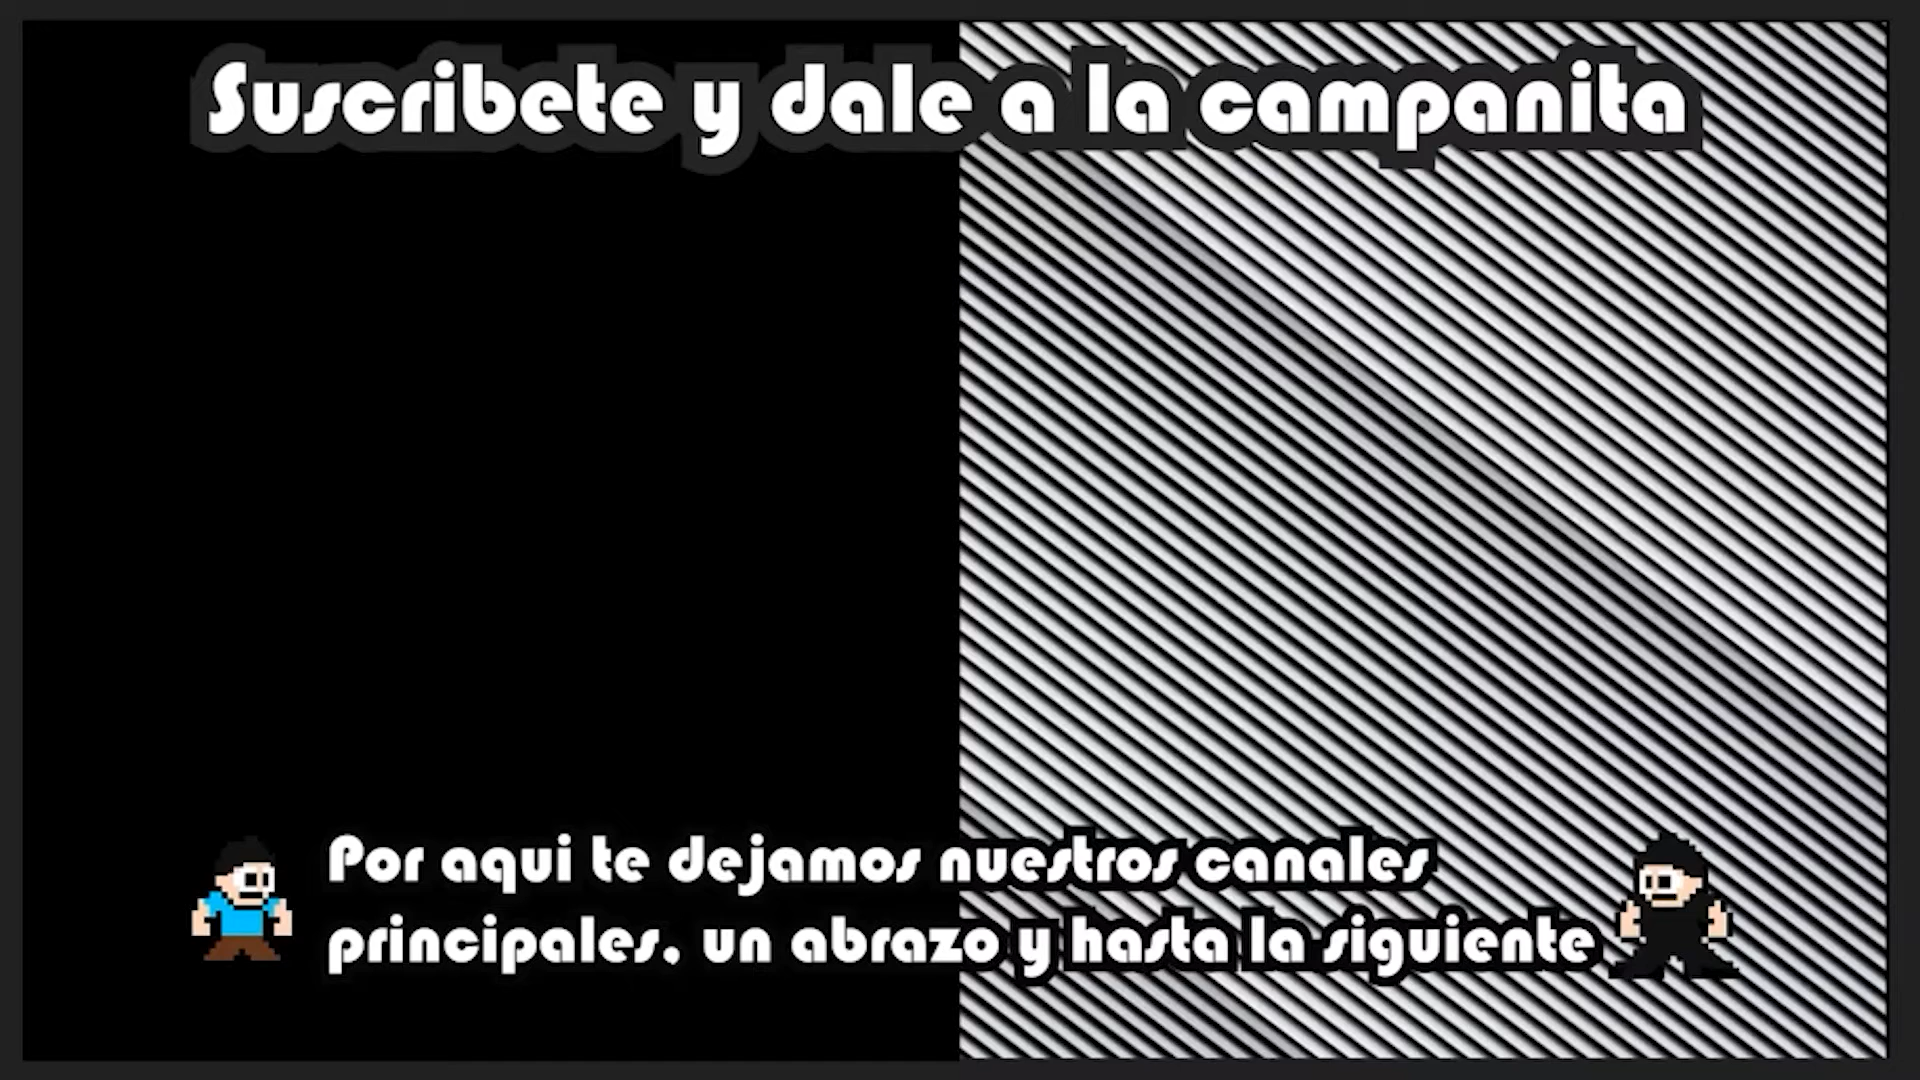 Suscribete y dale a la campanita
Por aqui te dejamos nuestros canales
principales, un abrazo y hasta la siguiente